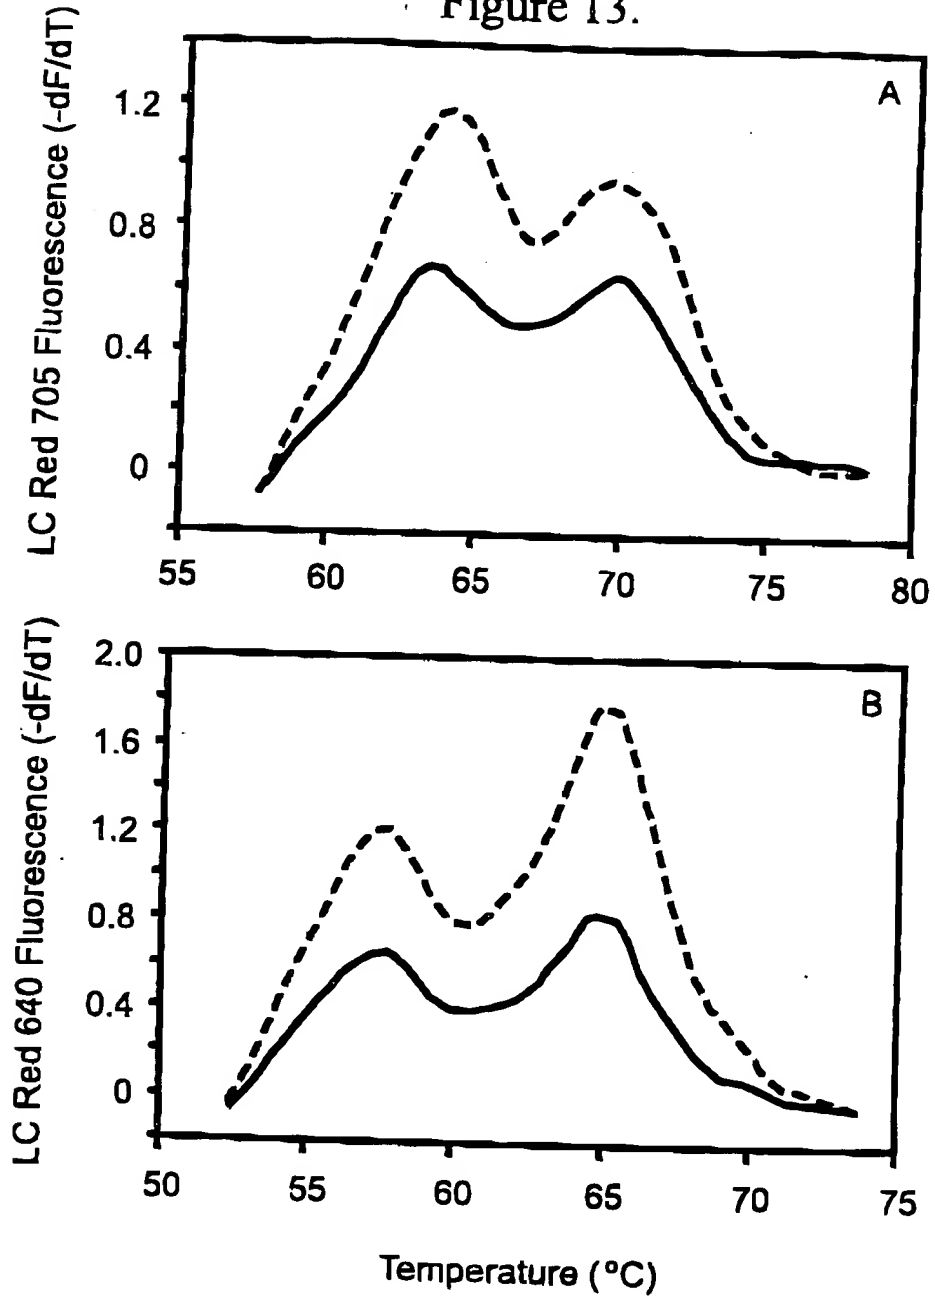 Figure 13.
LC Red 705 Fluorescence (-dF/dT)
A
1.2
0.8
0.4
0
55 60 65 70 75 80
LC Red 640 Fluorescence (-dF/dT)
B
2.0
1.6
1.2
0.8
0.4
0
50 55 60 65 70 75
Temperature (°C)